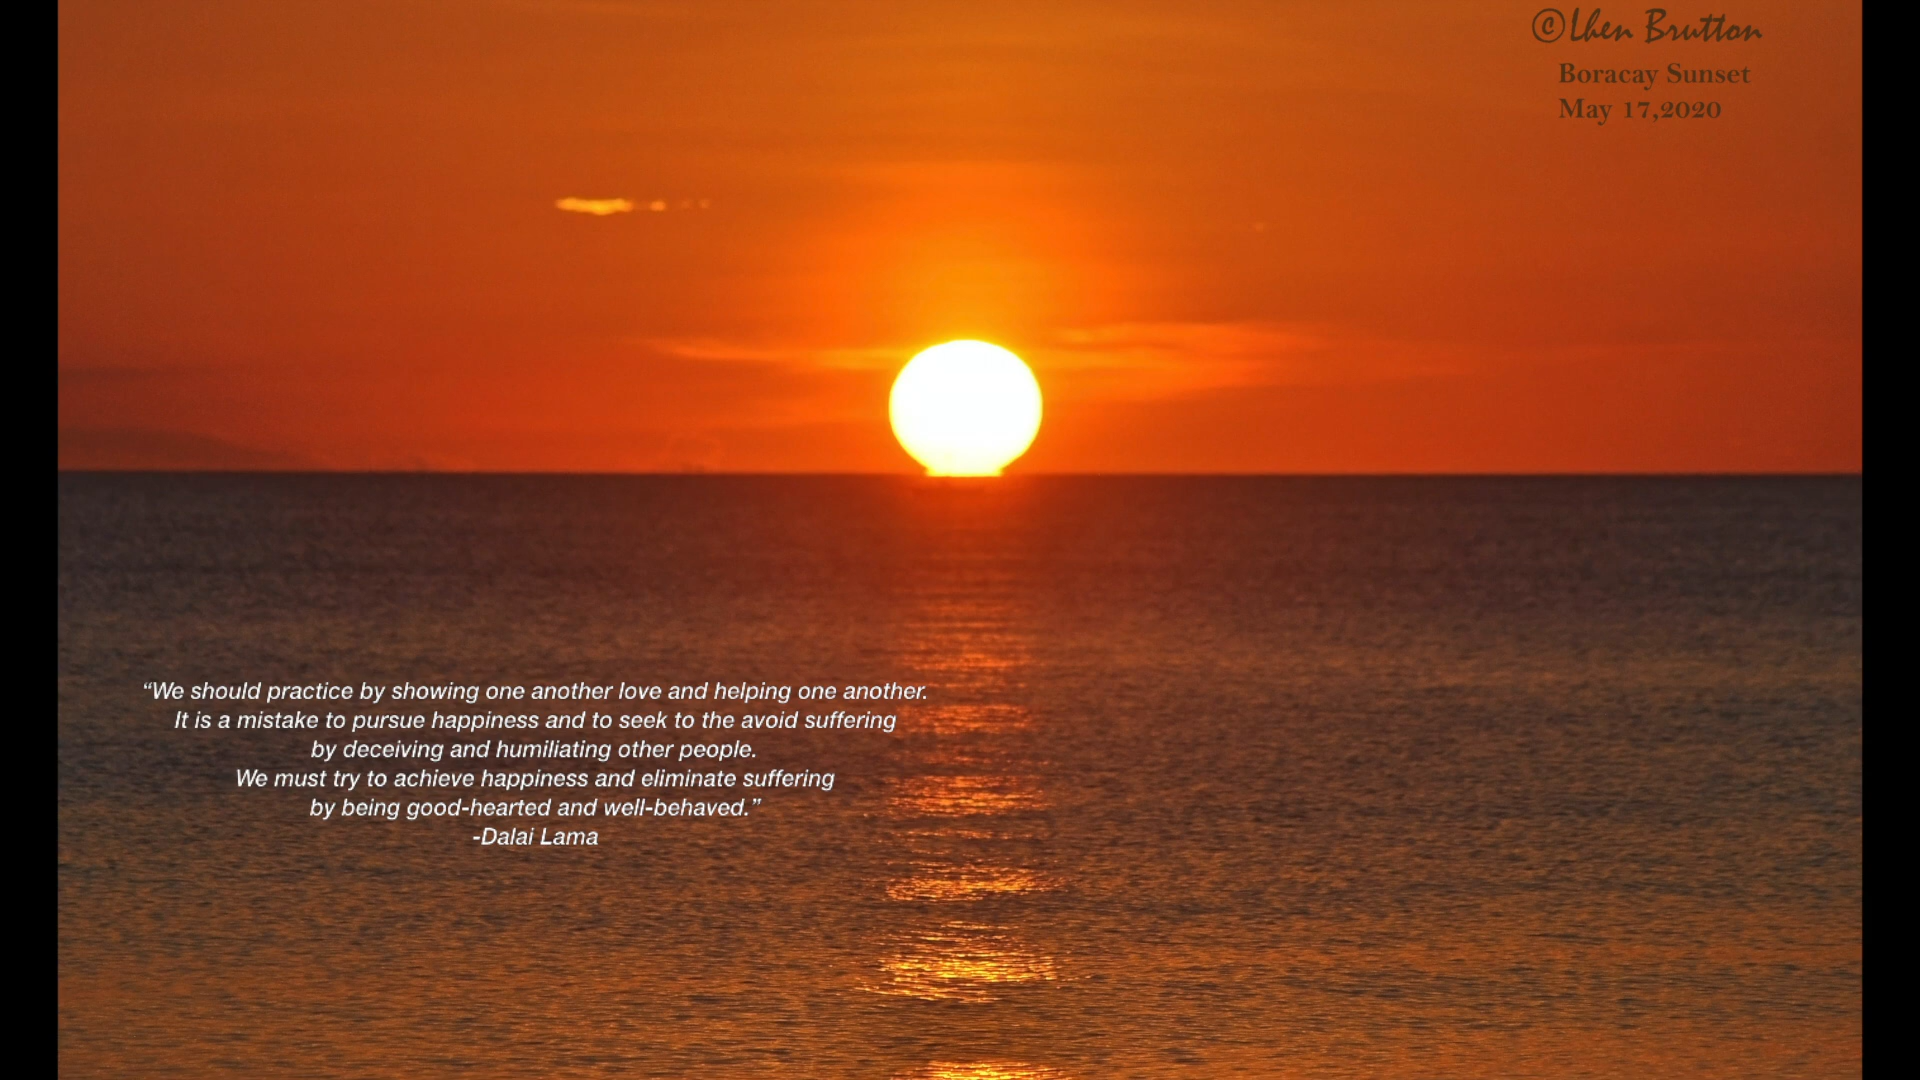 ©Lhen Brutton
Boracay Sunset
May 17,2020
“We should practice by showing one another love and helping one another.
It is a mistake to pursue happiness and to seek to the avoid suffering
by deceiving and humiliating other people.
We must try to achieve happiness and eliminate suffering
by being good-hearted and well-behaved.”
-Dalai Lama